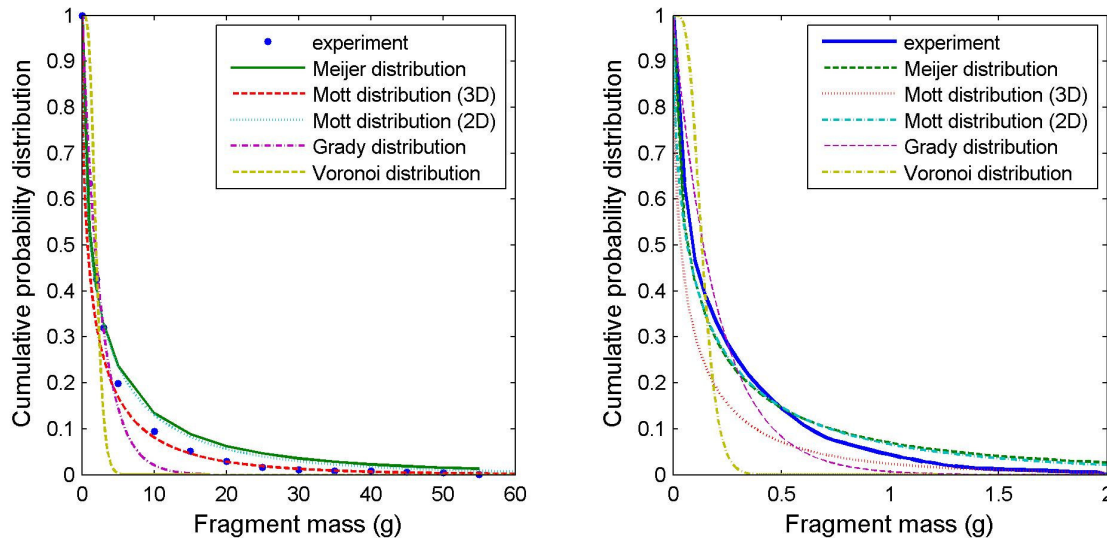 Cumulative probability distribution
1
0.9
0.8
0.7
0.6
0.5
0.4
0.3
0.2
0.1
0
experiment
Meijer distribution
Mott distribution (3D)
Mott distribution (2D)
Grady distribution
Voronoi distribution
0 10 20 30 40 50 60
Fragment mass (g)
Cumulative probability distribution
1
0.9
0.8
0.7
0.6
0.5
0.4
0.3
0.2
0.1
0
experiment
Meijer distribution
Mott distribution (3D)
Mott distribution (2D)
Grady distribution
Voronoi distribution
0 0.5 1 1.5 2
Fragment mass (g)